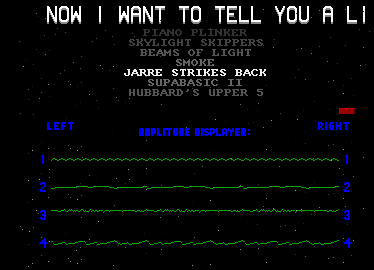 NOW I WANT TO TELL YOU A LI
PIANO PLINKER
SKYLIGHT SKIPPERS
BEAMS OF LIGHT
SMOKE
JARRE STRIKES BACK
SUPABASIC II
HUBBARD'S UPPER 5
LEFT AMPLITUDE DISPLAYER: RIGHT
1 1
2 2
3 3
4 4